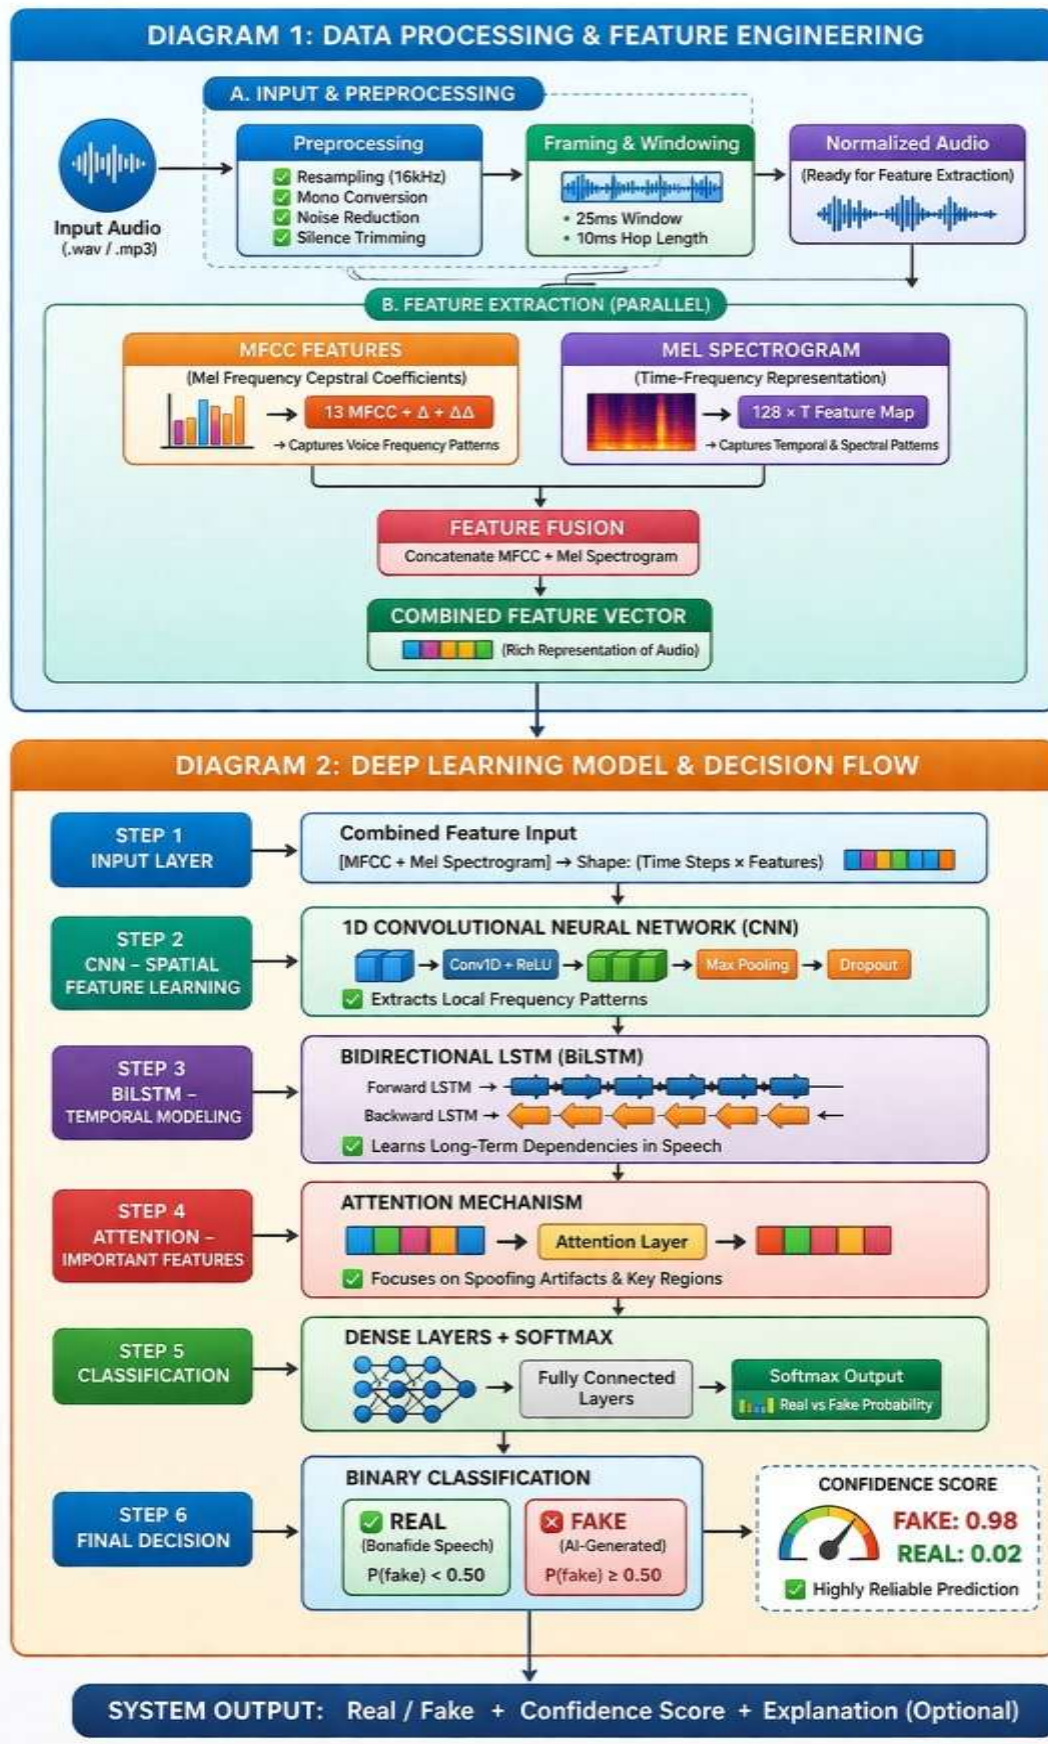 DIAGRAM 1: DATA PROCESSING & FEATURE ENGINEERING
A. INPUT & PREPROCESSING
Input Audio
(.wav / .mp3)
Preprocessing
Resampling (16kHz)
Mono Conversion
Noise Reduction
Silence Trimming
Framing & Windowing
• 25ms Window
• 10ms Hop Length
Normalized Audio
(Ready for Feature Extraction)
B. FEATURE EXTRACTION (PARALLEL)
MFCC FEATURES
(Mel Frequency Cepstral Coefficients)
13 MFCC + Δ + ΔΔ
→ Captures Voice Frequency Patterns
MEL SPECTROGRAM
(Time-Frequency Representation)
128 × T Feature Map
→ Captures Temporal & Spectral Patterns
FEATURE FUSION
Concatenate MFCC + Mel Spectrogram
COMBINED FEATURE VECTOR
(Rich Representation of Audio)
DIAGRAM 2: DEEP LEARNING MODEL & DECISION FLOW
STEP 1
INPUT LAYER
Combined Feature Input
[MFCC + Mel Spectrogram] → Shape: (Time Steps × Features)
STEP 2
CNN – SPATIAL
FEATURE LEARNING
1D CONVOLUTIONAL NEURAL NETWORK (CNN)
Conv1D + ReLU
Max Pooling
Dropout
Extracts Local Frequency Patterns
STEP 3
BiLSTM –
TEMPORAL MODELING
BIDIRECTIONAL LSTM (BiLSTM)
Forward LSTM →
Backward LSTM →
Learns Long-Term Dependencies in Speech
STEP 4
ATTENTION –
IMPORTANT FEATURES
ATTENTION MECHANISM
Attention Layer
Focuses on Spoofing Artifacts & Key Regions
STEP 5
CLASSIFICATION
DENSE LAYERS + SOFTMAX
Fully Connected
Layers
Softmax Output
Real vs Fake Probability
STEP 6
FINAL DECISION
BINARY CLASSIFICATION
REAL
(Bonafide Speech)
P(fake) < 0.50
FAKE
(AI-Generated)
P(fake) ≥ 0.50
CONFIDENCE SCORE
FAKE: 0.98
REAL: 0.02
Highly Reliable Prediction
SYSTEM OUTPUT: Real / Fake + Confidence Score + Explanation (Optional)